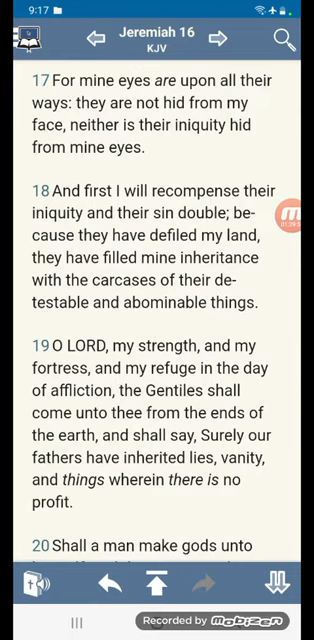 9:17
Jeremiah 16
KJV
17 For mine eyes are upon all their
ways: they are not hid from my
face, neither is their iniquity hid
from mine eyes.
18 And first I will recompense their
iniquity and their sin double; be-
cause they have defiled my land,
they have filled mine inheritance
with the carcases of their de-
testable and abominable things.
19 O LORD, my strength, and my
fortress, and my refuge in the day
of affliction, the Gentiles shall
come unto thee from the ends of
the earth, and shall say, Surely our
fathers have inherited lies, vanity,
and things wherein there is no
profit.
20 Shall a man make gods unto
Recorded by mobizen